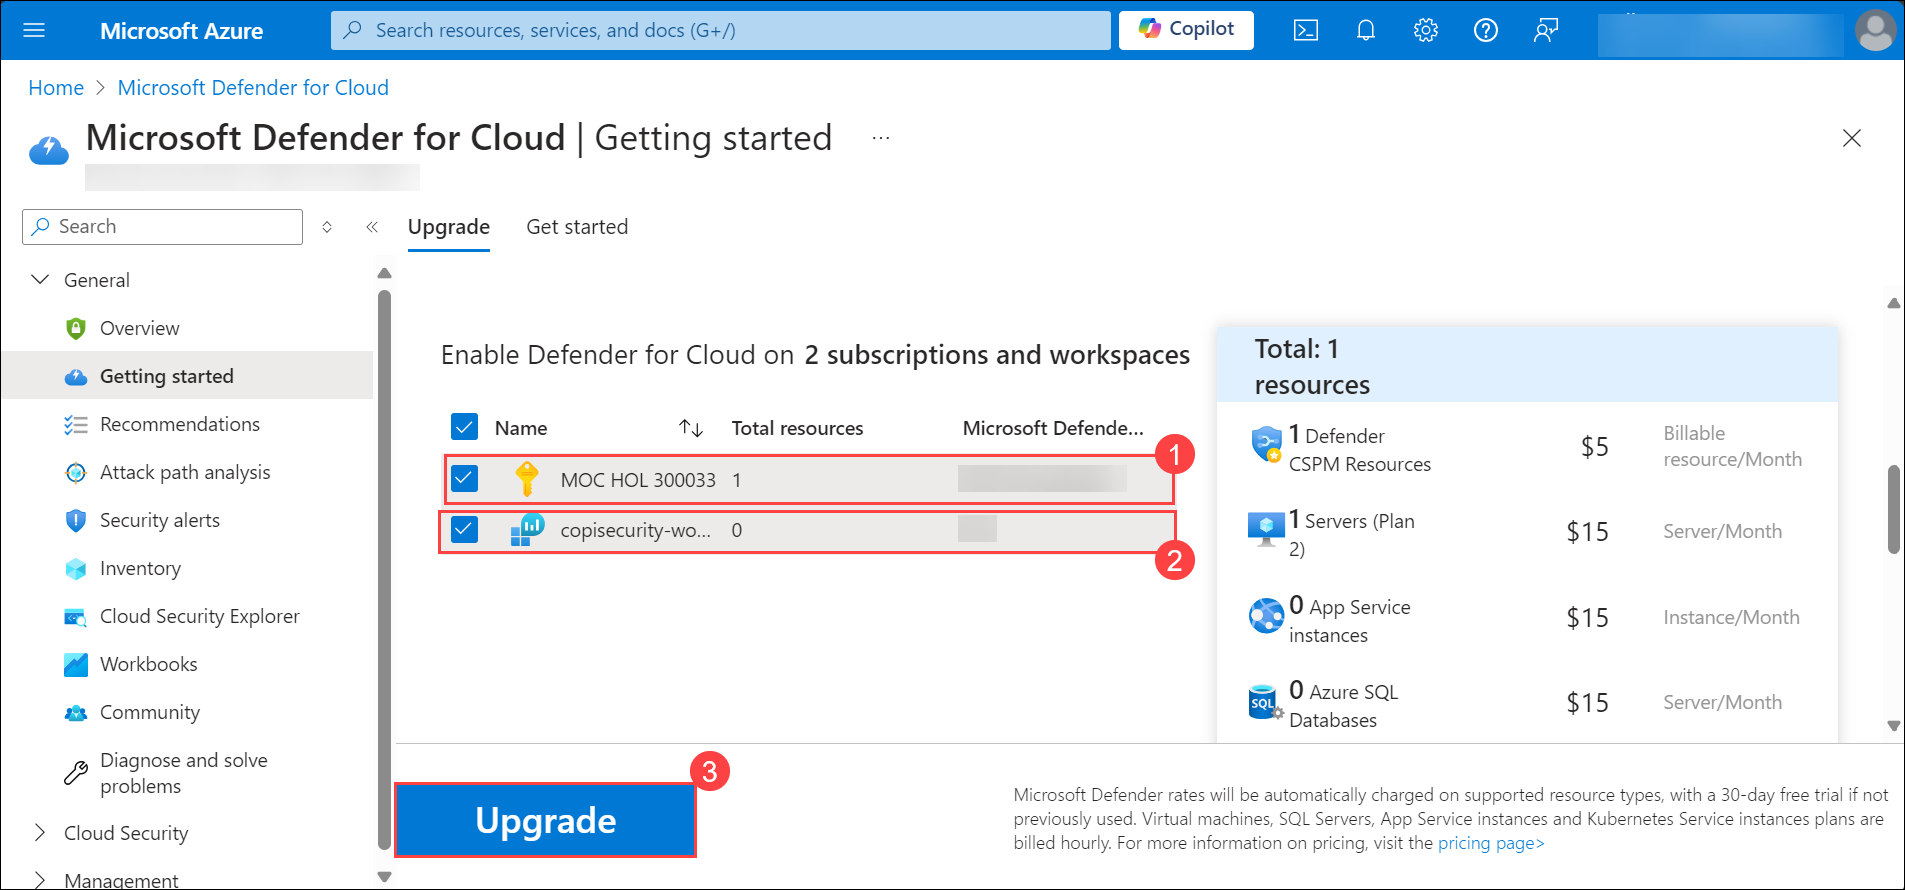 Microsoft Azure
Search resources, services, and docs (G+/)
Copilot
Home > Microsoft Defender for Cloud
Microsoft Defender for Cloud | Getting started ...
Search
Upgrade
Get started
General
Overview
Getting started
Recommendations
Attack path analysis
Security alerts
Inventory
Cloud Security Explorer
Workbooks
Community
Diagnose and solve
problems
Cloud Security
Management
Enable Defender for Cloud on 2 subscriptions and workspaces
Name Total resources Microsoft Defende...
MOC HOL 300033 1
1
copisecurity-wo... 0
2
Total: 1
resources
1 Defender
CSPM Resources
$5
Billable
resource/Month
1 Servers (Plan
2)
$15
Server/Month
0 App Service
instances
$15
Instance/Month
SQL
0 Azure SQL
Databases
$15
Server/Month
3
Upgrade
Microsoft Defender rates will be automatically charged on supported resource types, with a 30-day free trial if not
previously used. Virtual machines, SQL Servers, App Service instances and Kubernetes Service instances plans are
billed hourly. For more information on pricing, visit the pricing page>